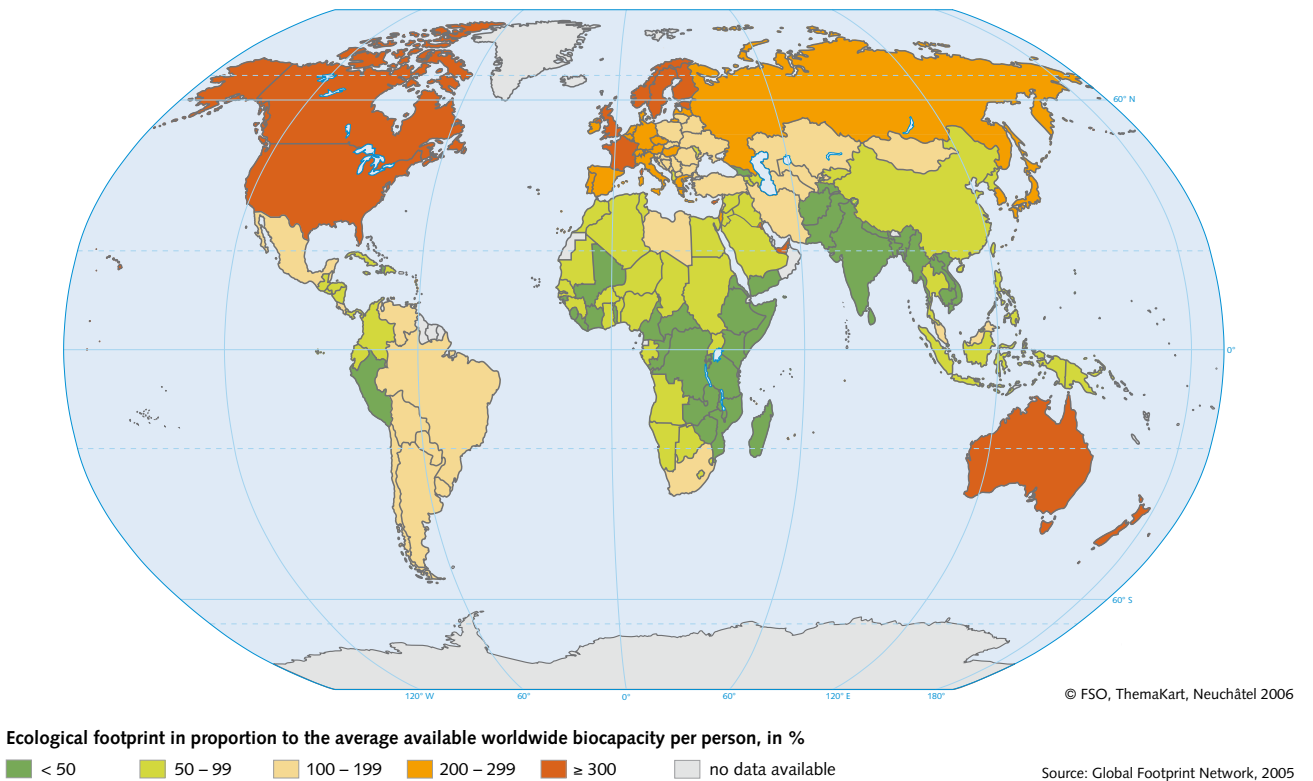 60° N
0°
60° S
120° W
60°
0°
60°
120° E
180°
© FSO, ThemaKart, Neuchâtel 2006
Ecological footprint in proportion to the average available worldwide biocapacity per person, in %
< 50
50 – 99
100 – 199
200 – 299
≥ 300
no data available
Source: Global Footprint Network, 2005